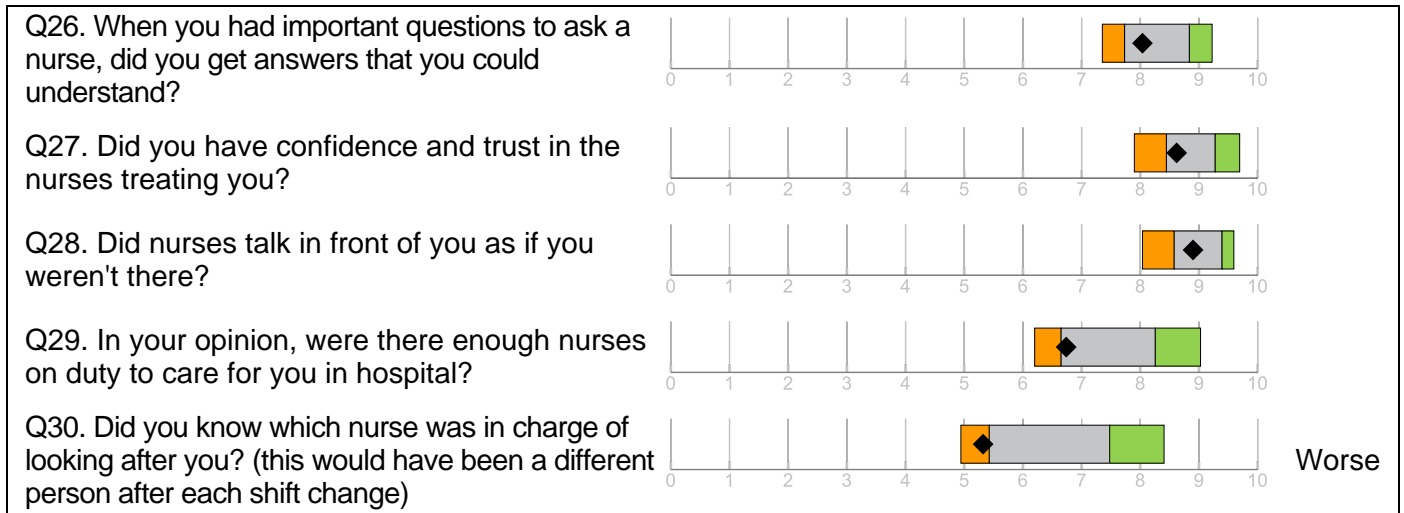 Q26. When you had important questions to ask a
nurse, did you get answers that you could
understand?
0 1 2 3 4 5 6 7 8 9 10
Q27. Did you have confidence and trust in the
nurses treating you?
0 1 2 3 4 5 6 7 8 9 10
Q28. Did nurses talk in front of you as if you
weren't there?
0 1 2 3 4 5 6 7 8 9 10
Q29. In your opinion, were there enough nurses
on duty to care for you in hospital?
0 1 2 3 4 5 6 7 8 9 10
Q30. Did you know which nurse was in charge of
looking after you? (this would have been a different
person after each shift change)
0 1 2 3 4 5 6 7 8 9 10
Worse